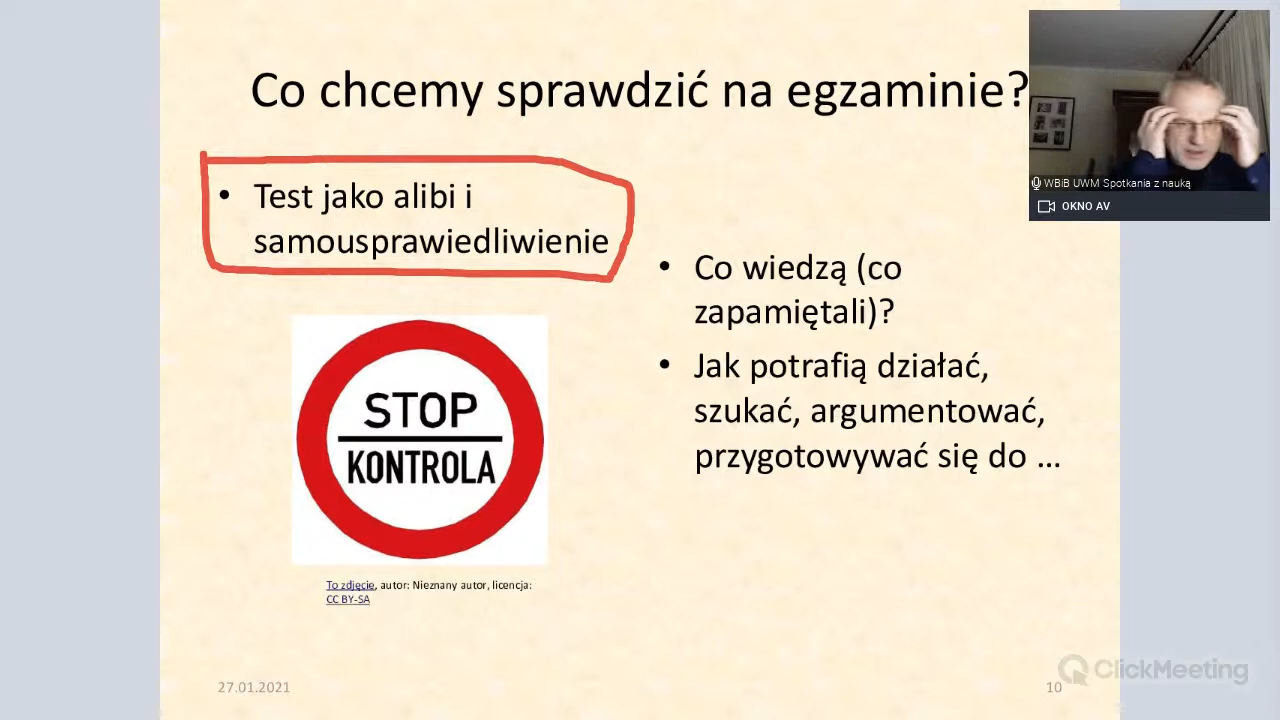 Co chcemy sprawdzić na egzaminie?
• Test jako alibi i
samousprawiedliwienie
STOP
KONTROLA
To zdjęcie, autor: Nieznany autor, licencja:
CC BY-SA
• Co wiedzą (co
zapamiętali)?
• Jak potrafią działać,
szukać, argumentować,
przygotowywać się do ...
WBiB UWM Spotkania z nauką
OKNO AV
27.01.2021
10
ClickMeeting